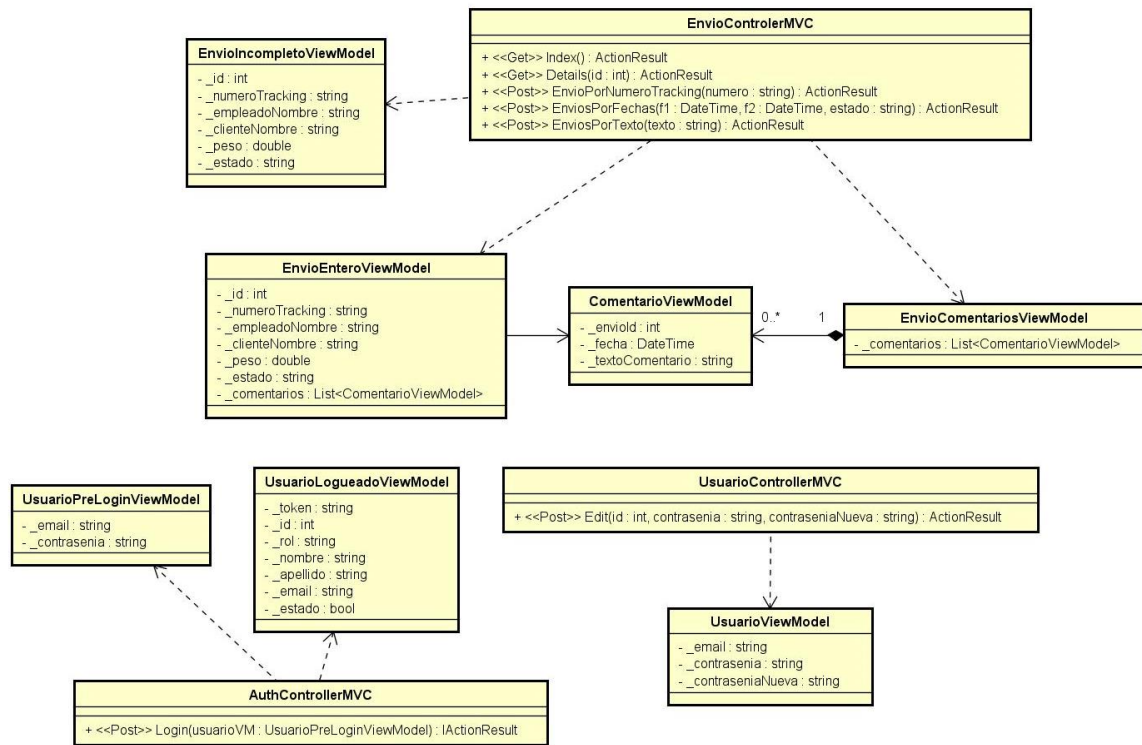 EnvioControlerMVC
+ <<Get>> Index() : ActionResult
+ <<Get>> Details(id : int) : ActionResult
+ <<Post>> EnvioPorNumeroTracking(numero : string) : ActionResult
+ <<Post>> EnviosPorFechas(f1 : DateTime, f2 : DateTime, estado : string) : ActionResult
+ <<Post>> EnviosPorTexto(texto : string) : ActionResult
EnvioIncompletoViewModel
- _id : int
- _numeroTracking : string
- _empleadoNombre : string
- _clienteNombre : string
- _peso : double
- _estado : string
EnvioEnteroViewModel
- _id : int
- _numeroTracking : string
- _empleadoNombre : string
- _clienteNombre : string
- _peso : double
- _estado : string
- _comentarios : List<ComentarioViewModel>
ComentarioViewModel
- _envioId : int
- _fecha : DateTime
- _textoComentario : string
0..*
1
EnvioComentariosViewModel
- _comentarios : List<ComentarioViewModel>
UsuarioPreLoginViewModel
- _email : string
- _contrasenia : string
UsuarioLogueadoViewModel
- _token : string
- _id : int
- _rol : string
- _nombre : string
- _apellido : string
- _email : string
- _estado : bool
UsuarioControllerMVC
+ <<Post>> Edit(id : int, contrasenia : string, contraseniaNueva : string) : ActionResult
UsuarioViewModel
- _email : string
- _contrasenia : string
- _contraseniaNueva : string
AuthControllerMVC
+ <<Post>> Login(usuarioVM : UsuarioPreLoginViewModel) : IActionResult